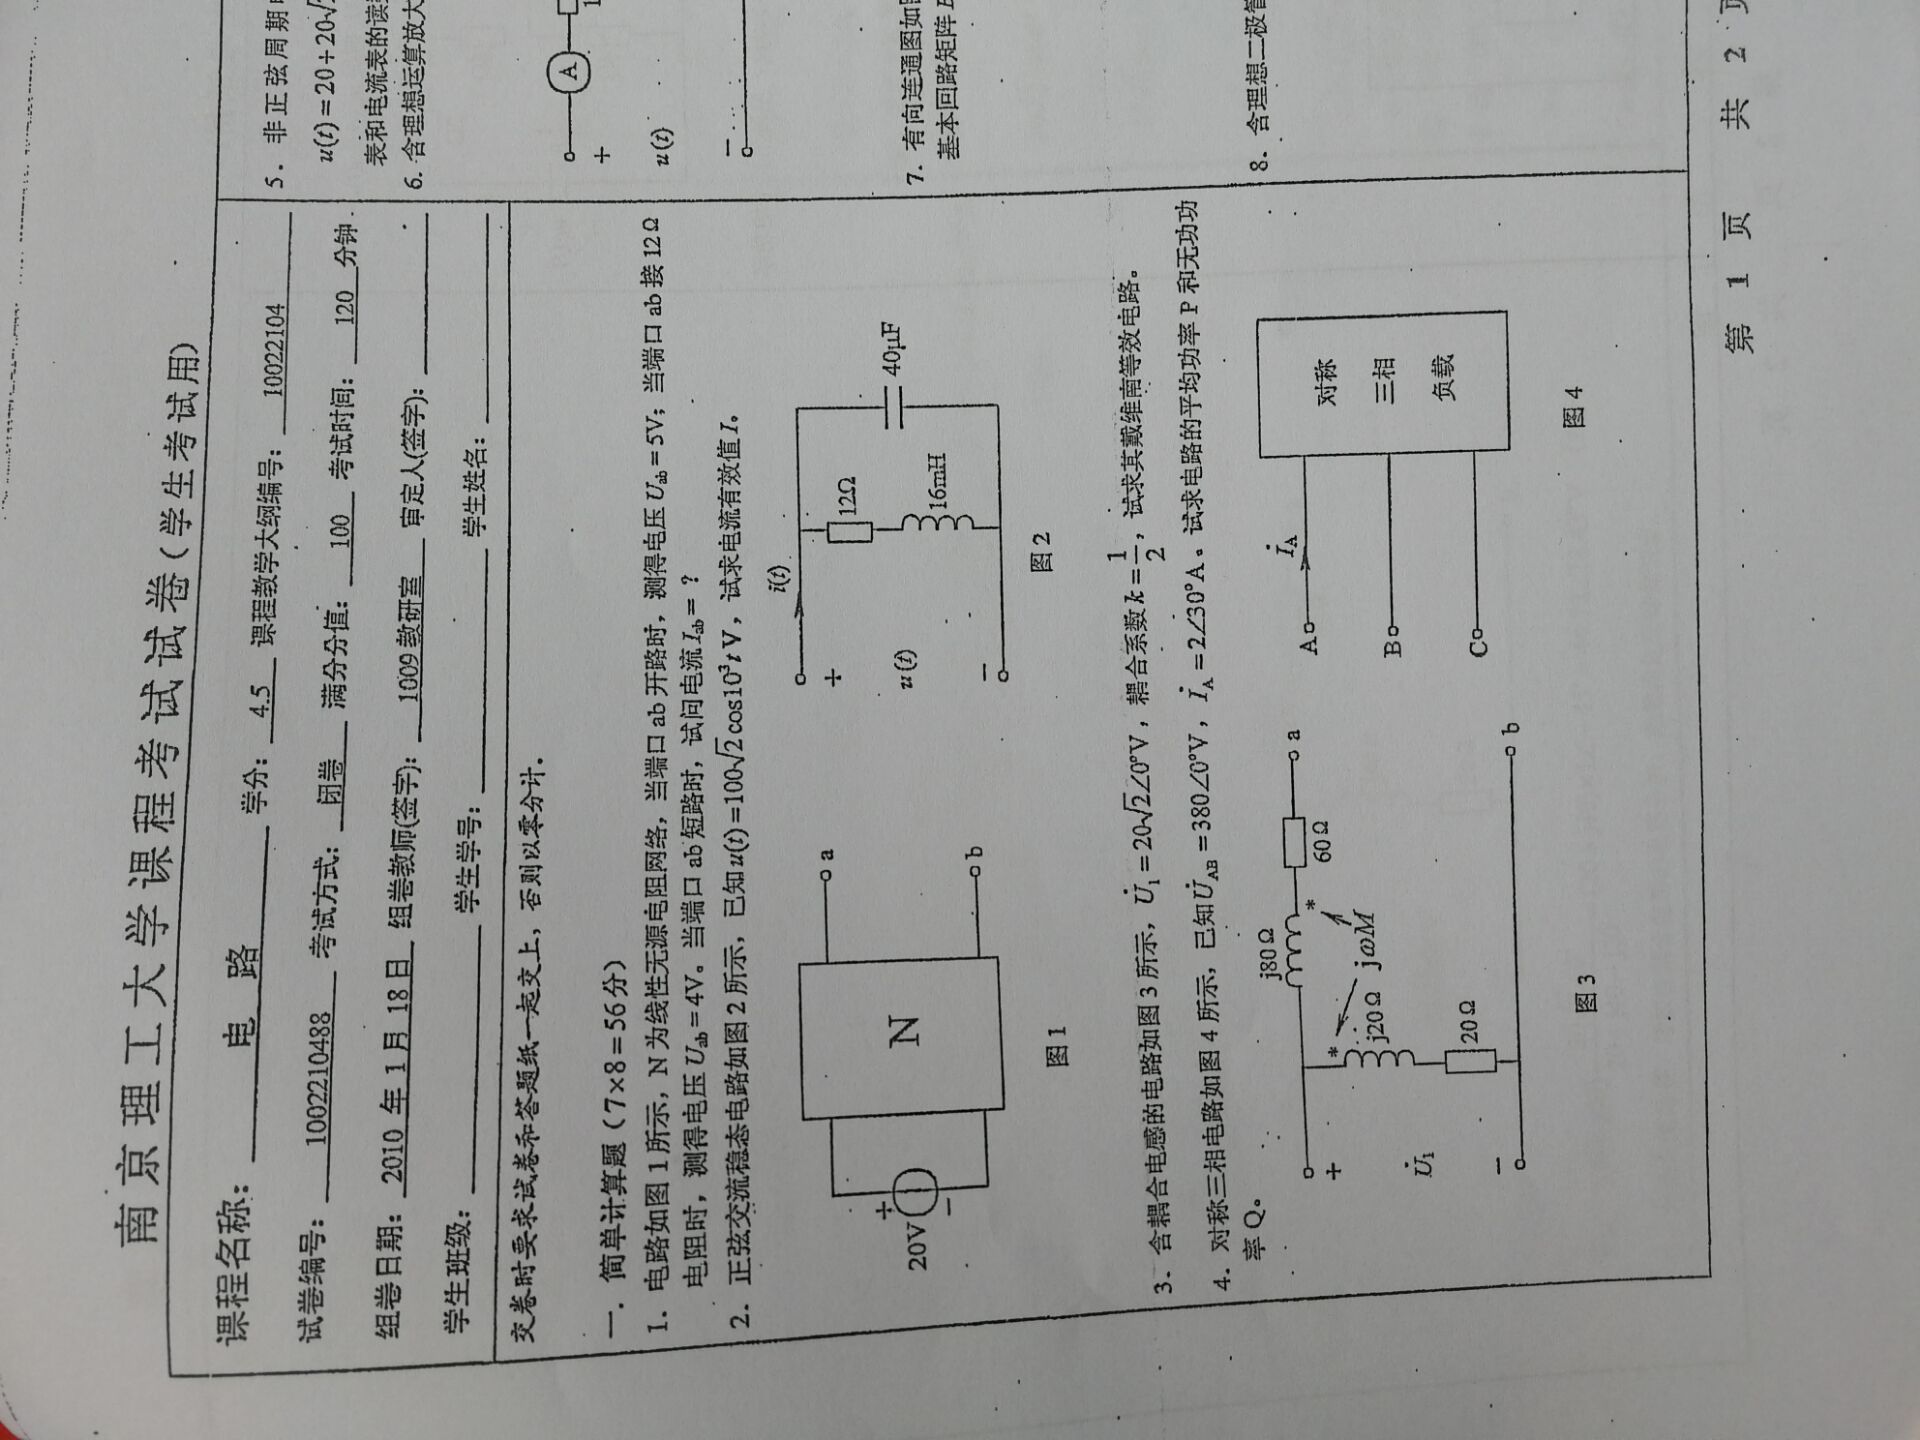 南京理工大学课程考试试卷(学生考试用)
课程名称: 电 路 学分: 4.5 课程教学大纲编号: 10022104
试卷编号: 1002210488 考试方式: 闭卷 满分分值: 100 考试时间: 120 分钟
组卷日期: 2010 年 1 月 18 日 组卷教师(签字): 1009 教研室 审定人(签字):
学生班级: 学生学号: 学生姓名:
交卷时要求试卷和答题纸一起交上, 否则以零分计.
一. 简单计算题 (7×8=56分)
1. 电路如图 1 所示, N 为线性无源电阻网络, 当端口 ab 开路时, 测得电压 U_ab = 5V; 当端口 ab 接 12Ω
电阻时, 测得电压 U_ab = 4V。当端口 ab 短路时, 试问电流 I_ab = ?
2. 正弦交流稳态电路如图 2 所示, 已知 u(t) = 100√2 cos10³t V, 试求电流有效值 I。
20V
+
−
N
a
b
图 1
i(t)
+
u(t)
−
12Ω
16mH
40μF
图 2
3. 含耦合电感的电路如图 3 所示, U̇₁ = 20√2∠0°V, 耦合系数 k = 1/2, 试求其戴维南等效电路。
4. 对称三相电路如图 4 所示, 已知 U̇_AB = 380∠0°V, İ_A = 2∠30°A。试求电路的平均功率 P 和无功功
率 Q。
+
U̇₁
−
*
j20Ω
20Ω
j80Ω
*
jωM
60Ω
a
b
图 3
A
B
C
İ_A
对称
三相
负载
图 4
5. 非正弦周期
u(t) = 20+20√
表和电流表的读
6. 含理想运算放大
A
+
u(t)
−
7. 有向连通图如
基本回路矩阵
8. 含理想二极管
第 1 页 共 2 页